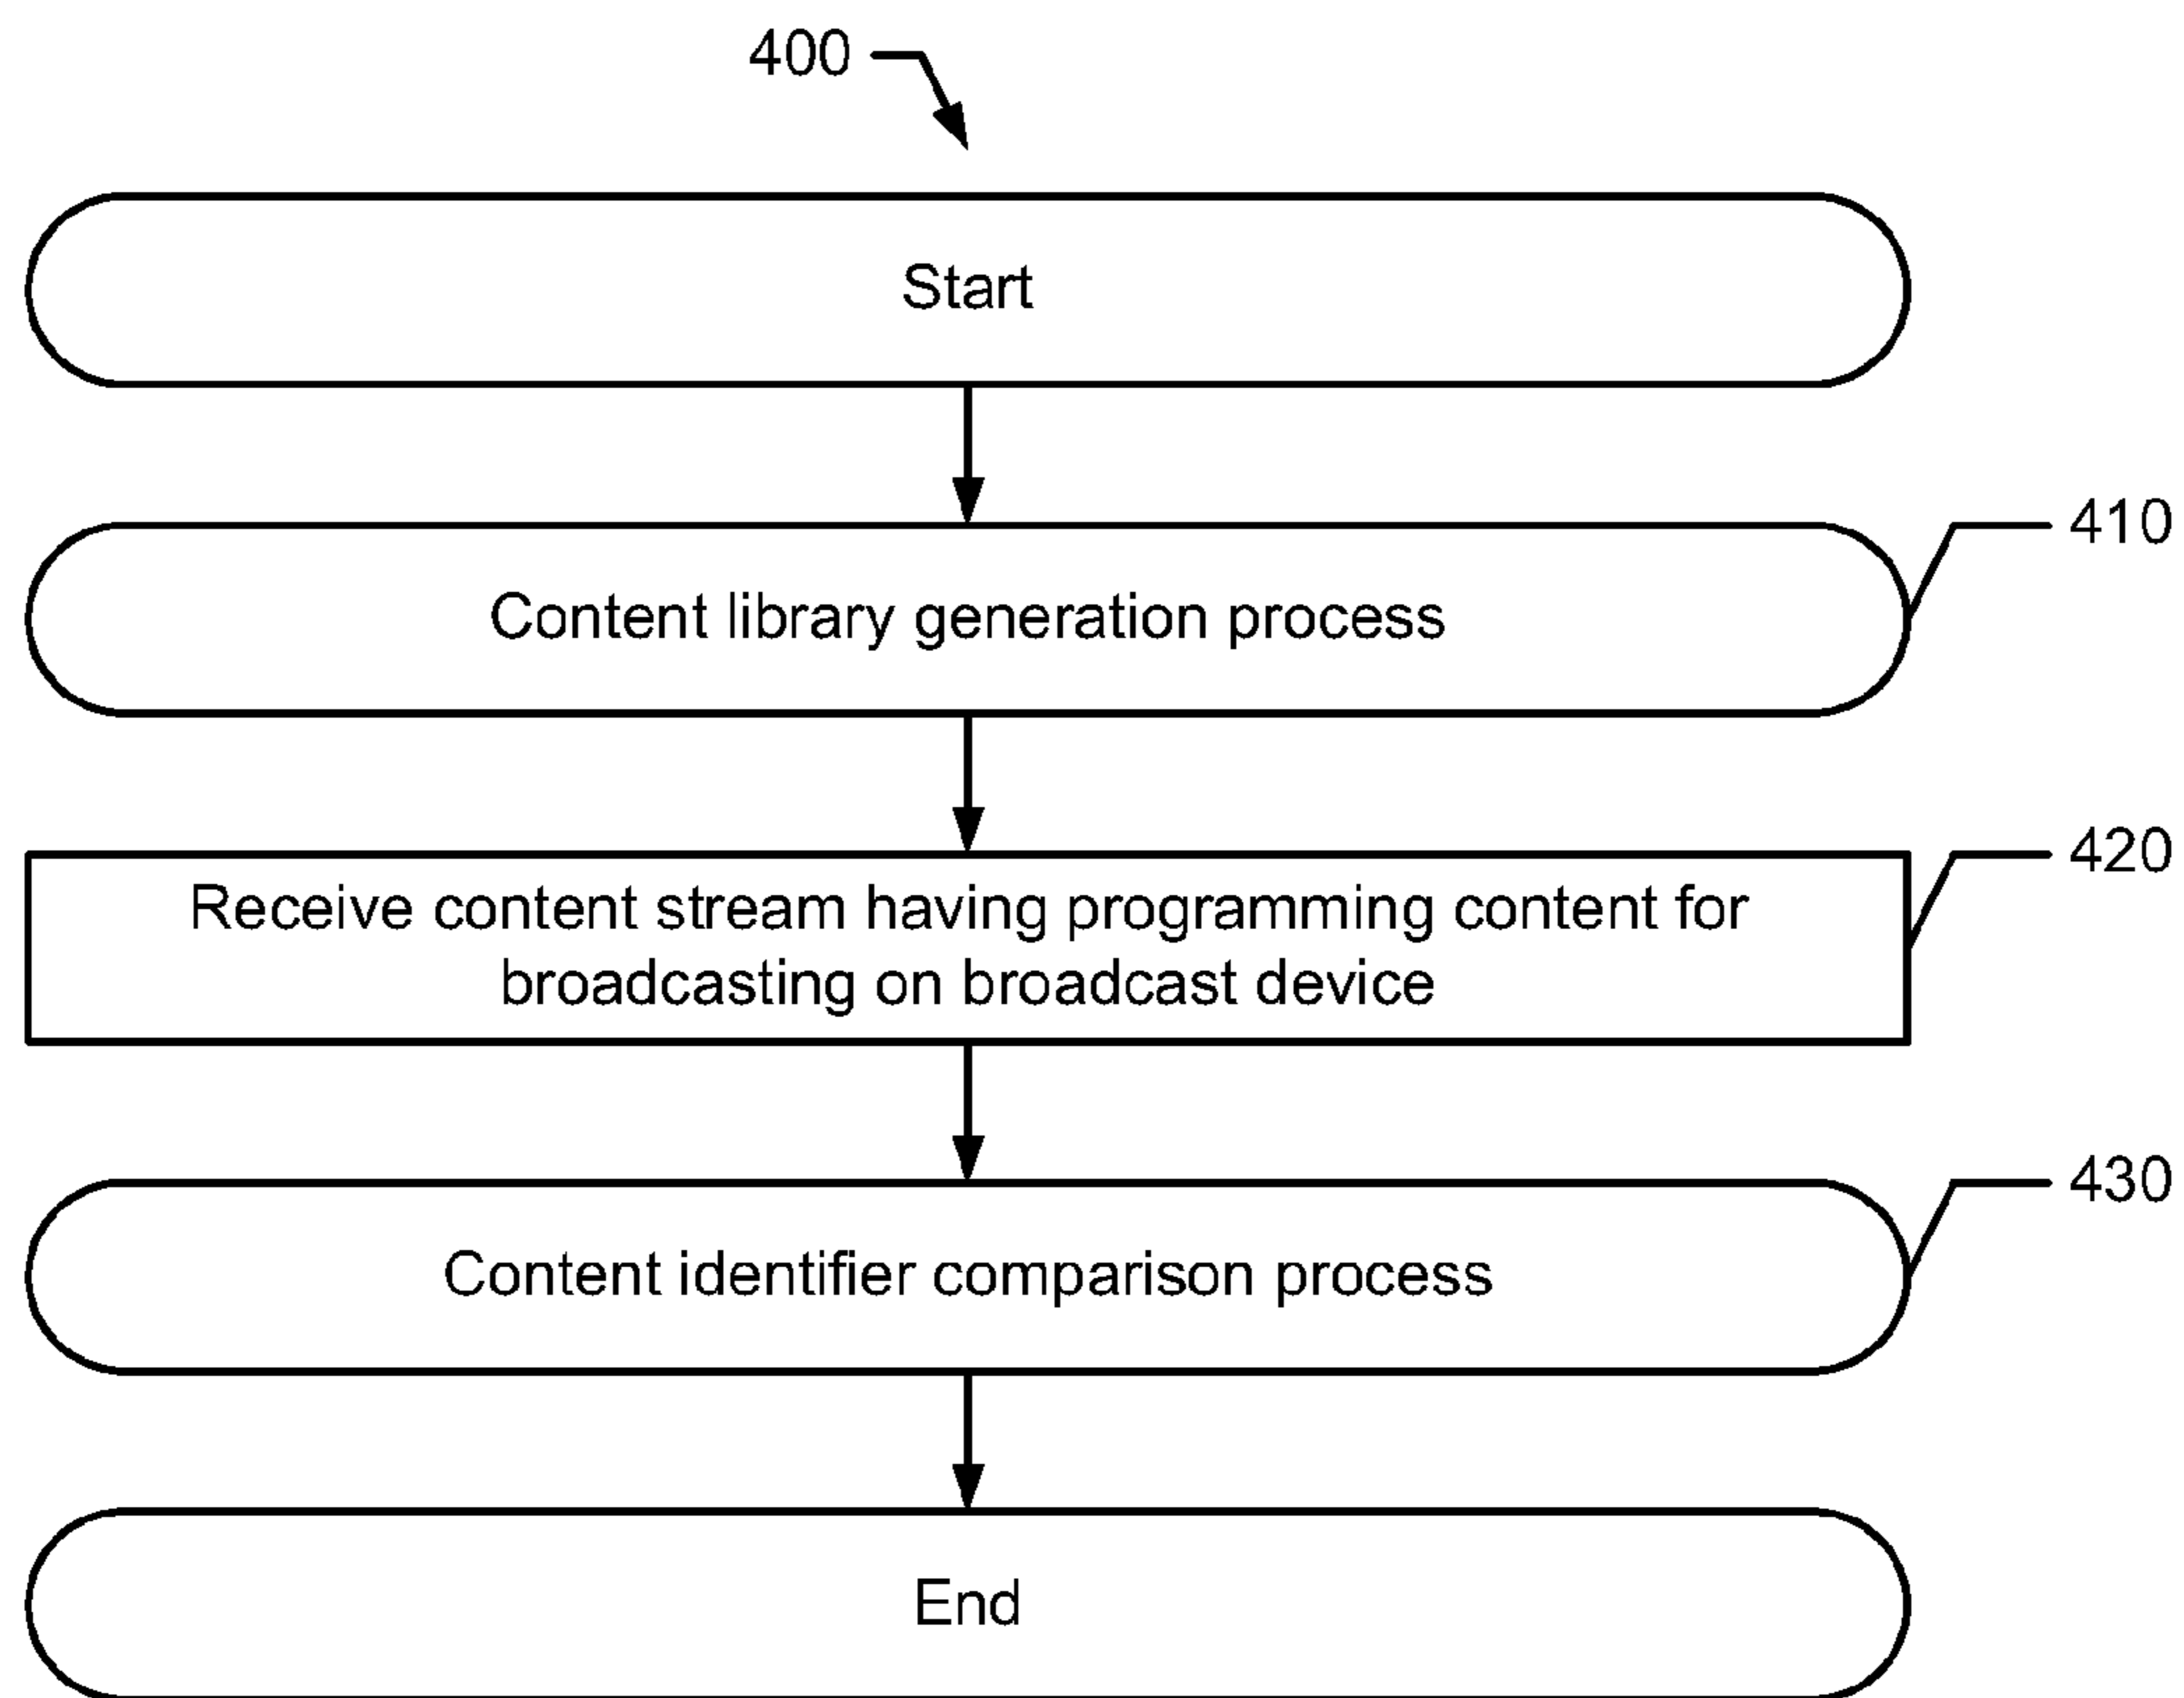 400
Start
410
Content library generation process
420
Receive content stream having programming content for
broadcasting on broadcast device
430
Content identifier comparison process
End